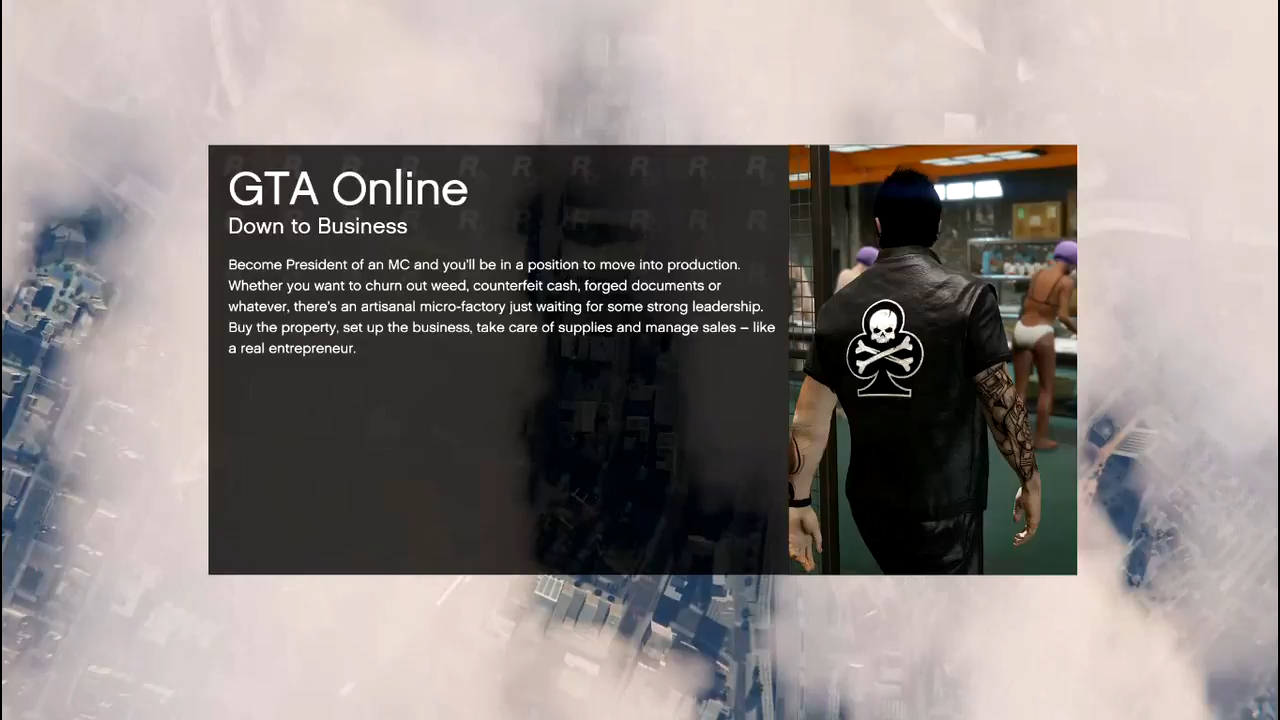 GTA Online
Down to Business
Become President of an MC and you'll be in a position to move into production.
Whether you want to churn out weed, counterfeit cash, forged documents or
whatever, there's an artisanal micro-factory just waiting for some strong leadership.
Buy the property, set up the business, take care of supplies and manage sales – like
a real entrepreneur.